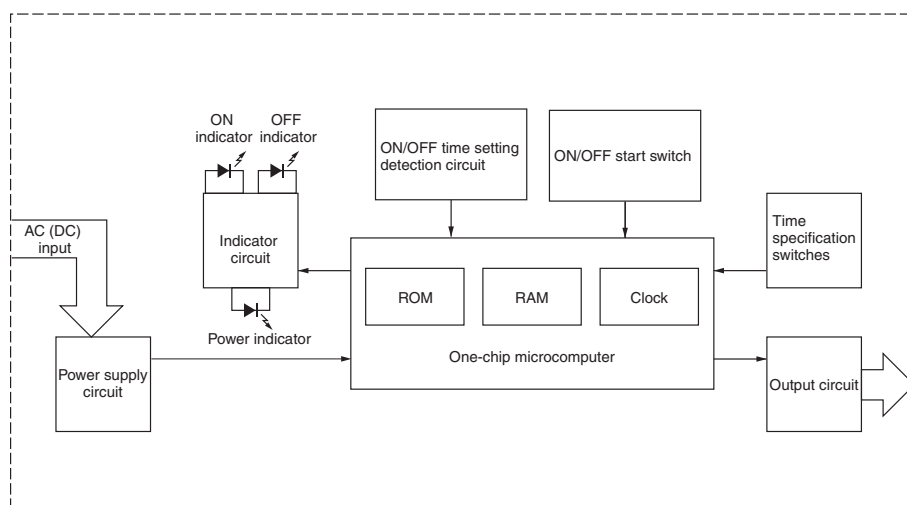 ON
indicator
OFF
indicator
ON/OFF time setting
detection circuit
ON/OFF start switch
AC (DC)
input
Indicator
circuit
Time
specification
switches
ROM
RAM
Clock
Power indicator
One-chip microcomputer
Power supply
circuit
Output circuit